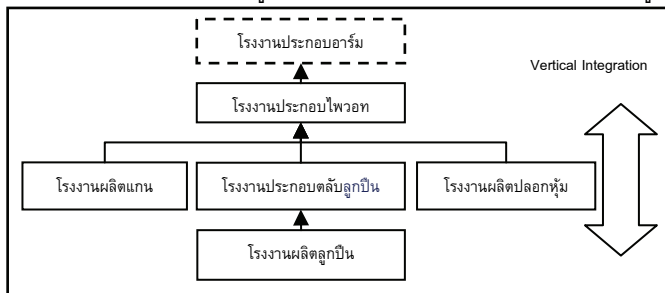 โรงงานประกอบอาร์ม
Vertical Integration
โรงงานประกอบไพวอท
โรงงานผลิตแกน
โรงงานประกอบตลับลูกปืน
โรงงานผลิตปลอกหุ้ม
โรงงานผลิตลูกปืน